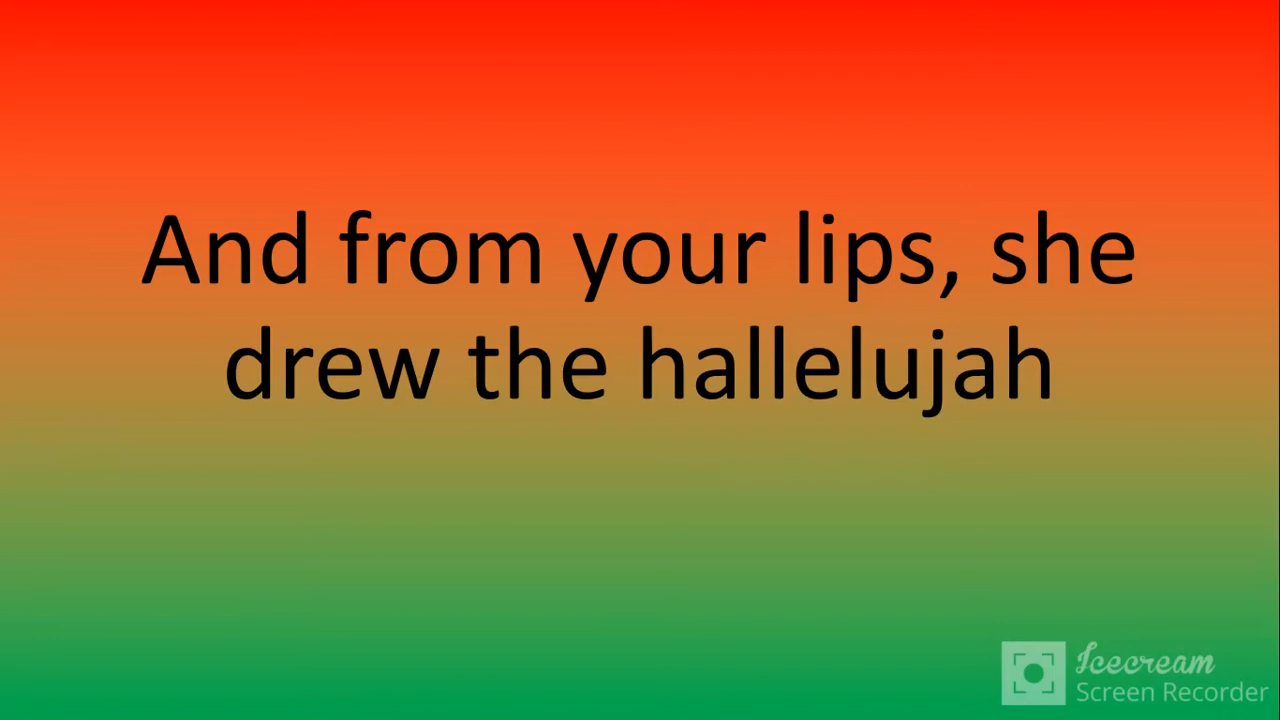 And from your lips, she
drew the hallelujah
Icecream
Screen Recorder